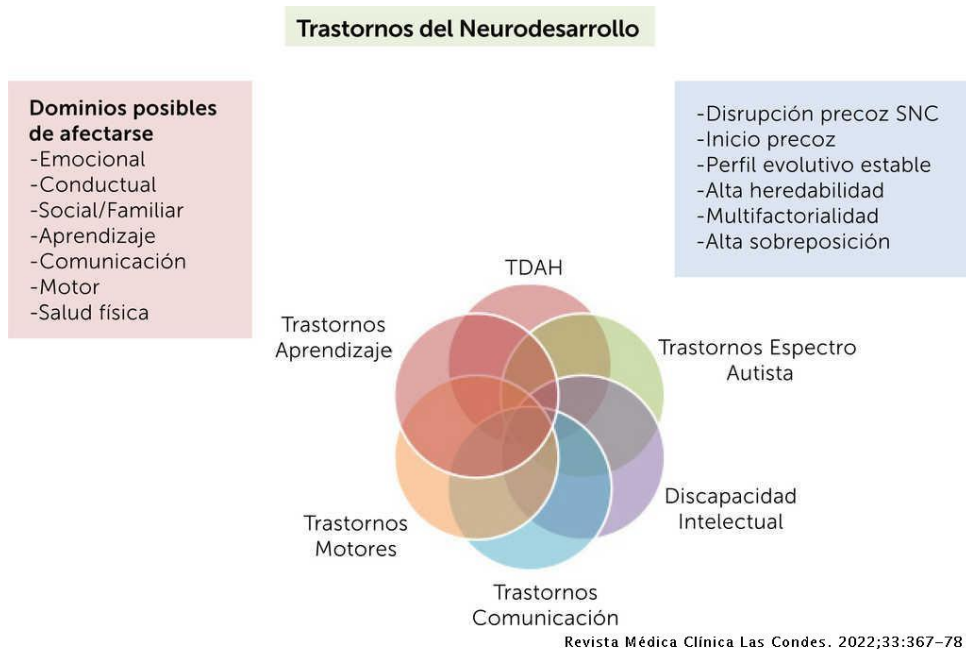 Trastornos del Neurodesarrollo
Dominios posibles
de afectarse
-Emocional
-Conductual
-Social/Familiar
-Aprendizaje
-Comunicación
-Motor
-Salud física
-Disrupción precoz SNC
-Inicio precoz
-Perfil evolutivo estable
-Alta heredabilidad
-Multifactorialidad
-Alta sobreposición
TDAH
Trastornos
Aprendizaje
Trastornos Espectro
Autista
Discapacidad
Intelectual
Trastornos
Motores
Trastornos
Comunicación
Revista Médica Clínica Las Condes. 2022;33:367-78